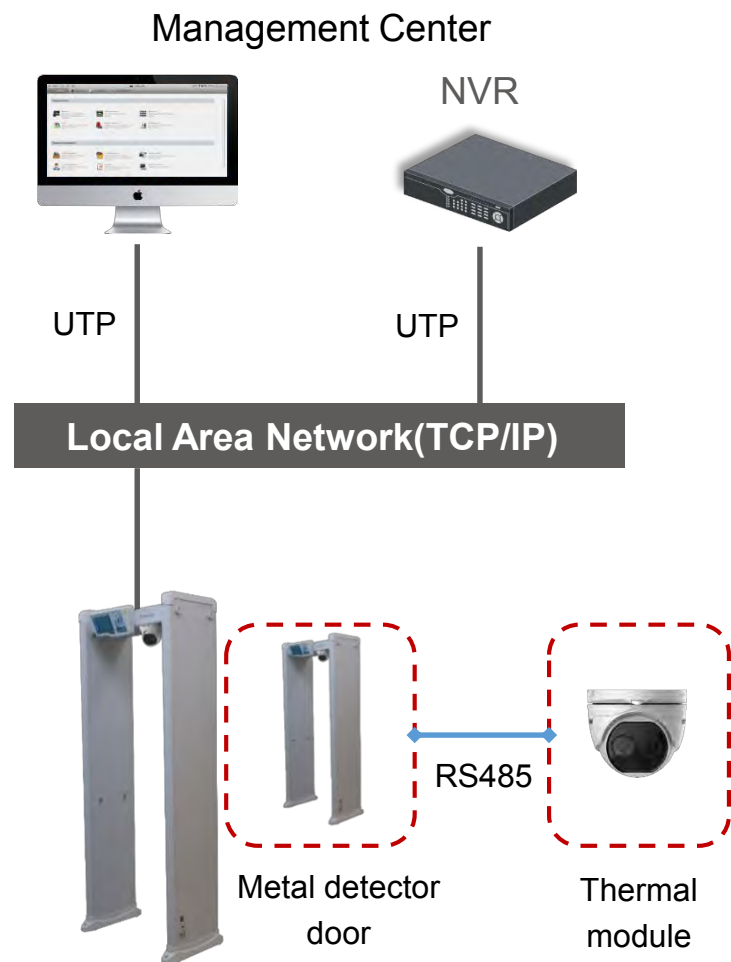 Management Center
NVR
UTP
UTP
Local Area Network(TCP/IP)
RS485
Metal detector
door
Thermal
module